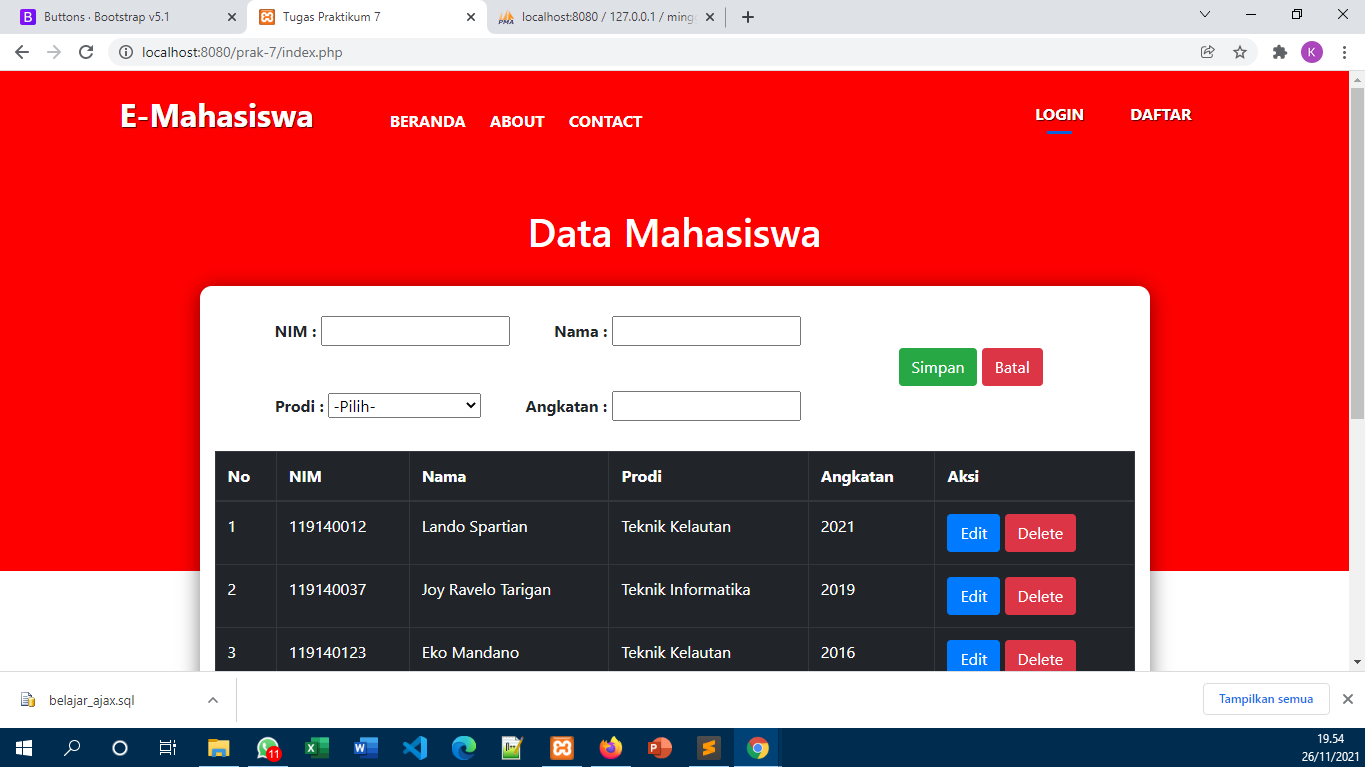 Buttons · Bootstrap v5.1
Tugas Praktikum 7
localhost:8080 / 127.0.0.1 / ming
localhost:8080/prak-7/index.php
K
E-Mahasiswa
BERANDA ABOUT CONTACT
LOGIN DAFTAR
Data Mahasiswa
NIM : Nama :
Simpan Batal
Prodi : -Pilih- Angkatan :
No NIM Nama Prodi Angkatan Aksi
1 119140012 Lando Spartian Teknik Kelautan 2021 Edit Delete
2 119140037 Joy Ravelo Tarigan Teknik Informatika 2019 Edit Delete
3 119140123 Eko Mandano Teknik Kelautan 2016 Edit Delete
belajar_ajax.sql
Tampilkan semua
11
19.54
26/11/2021